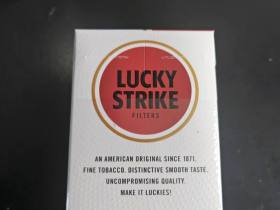 LUCKY
STRIKE
FILTERS
AN AMERICAN ORIGINAL SINCE 1871.
FINE TOBACCO. DISTINCTIVE SMOOTH TASTE.
UNCOMPROMISING QUALITY.
MAKE IT LUCKIES!